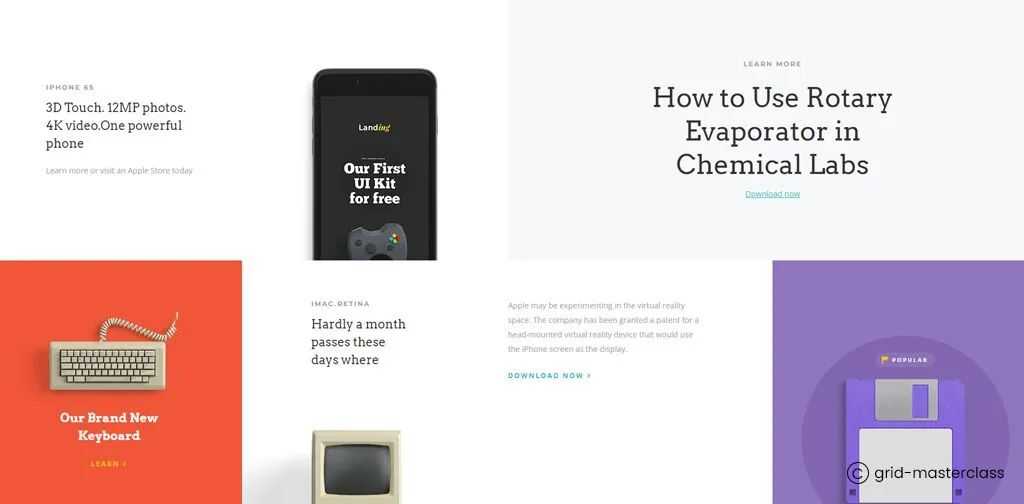 IPHONE 6S
3D Touch. 12MP photos.
4K video.One powerful
phone
Learn more or visit an Apple Store today
Landing
Our First
UI Kit
for free
LEARN MORE
How to Use Rotary
Evaporator in
Chemical Labs
Download now
Our Brand New
Keyboard
LEARN >
IMAC.RETINA
Hardly a month
passes these
days where
Apple may be experimenting in the virtual reality
space. The company has been granted a patent for a
head-mounted virtual reality device that would use
the iPhone screen as the display.
DOWNLOAD NOW >
POPULAR
© grid-masterclass